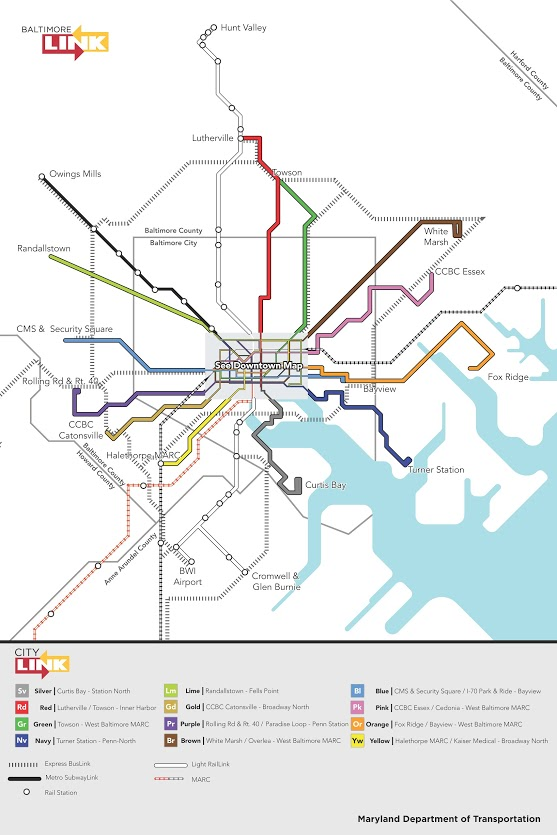 BALTIMORE
LINK
Hunt Valley
Harford County
Baltimore County
Lutherville
Towson
Owings Mills
Baltimore County
Baltimore City
White
Marsh
Randallstown
CCBC Essex
CMS & Security Square
See Downtown Map
Fox Ridge
Rolling Rd & Rt. 40
Bayview
CCBC
Catonsville
Baltimore County
Howard County
Halethorpe MARC
Turner Station
Curtis Bay
Anne Arundel County
BWI
Airport
Cromwell &
Glen Burnie
CITY
LINK
Sv Silver | Curtis Bay - Station North
Rd Red | Lutherville / Towson - Inner Harbor
Gr Green | Towson - West Baltimore MARC
Nv Navy | Turner Station - Penn-North
Lm Lime | Randallstown - Fells Point
Gd Gold | CCBC Catonsville - Broadway North
Pr Purple | Rolling Rd at Rt. 40 / Paradise Loop - Penn Station
Br Brown | White Marsh / Overlea - West Baltimore MARC
Bl Blue | CMS & Security Square / I-70 Park & Ride - Bayview
Pk Pink | CCBC Essex / Cedonia - West Baltimore MARC
Or Orange | Fox Ridge / Bayview - West Baltimore MARC
Yw Yellow | Halethorpe MARC / Kaiser Medical - Broadway North
Express BusLink
Metro SubwayLink
Rail Station
Light RailLink
MARC
Maryland Department of Transportation